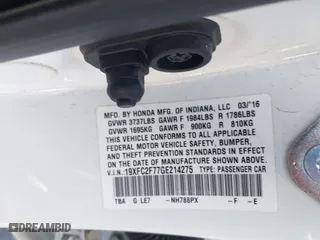 MFD. BY HONDA MFG. OF INDIANA, LLC 03/'16
GVWR 3737LBS GAWR F 1984LBS R 1786LBS
GVWR 1695KG GAWR F 900KG R 810KG
THIS VEHICLE CONFORMS TO ALL APPLICABLE
FEDERAL MOTOR VEHICLE SAFETY, BUMPER,
AND THEFT PREVENTION STANDARDS IN EFFECT
ON THE DATE OF MANUFACTURE SHOWN ABOVE.
V.I.N.:19XFC2F77GE214275 TYPE: PASSENGER CAR
TBA G LE7 -NH788PX -F -E